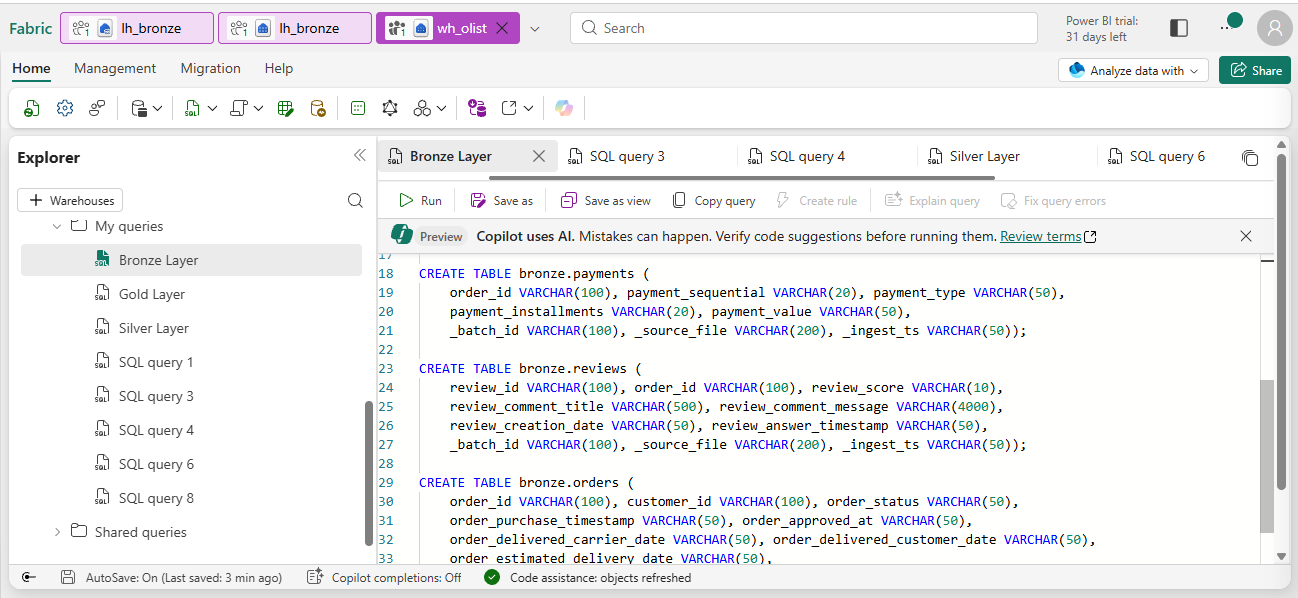 Fabric
1
lh_bronze
1
lh_bronze
1
wh_olist
Search
Power BI trial:
31 days left
Home
Management
Migration
Help
Analyze data with
Share
Explorer
Warehouses
My queries
Bronze Layer
Gold Layer
Silver Layer
SQL query 1
SQL query 3
SQL query 4
SQL query 6
SQL query 8
Shared queries
Bronze Layer
SQL query 3
SQL query 4
Silver Layer
SQL query 6
Run
Save as
Save as view
Copy query
Create rule
Explain query
Fix query errors
Preview
Copilot uses AI. Mistakes can happen. Verify code suggestions before running them. Review terms
17
18 CREATE TABLE bronze.payments (
19 order_id VARCHAR(100), payment_sequential VARCHAR(20), payment_type VARCHAR(50),
20 payment_installments VARCHAR(20), payment_value VARCHAR(50),
21 _batch_id VARCHAR(100), _source_file VARCHAR(200), _ingest_ts VARCHAR(50));
22
23 CREATE TABLE bronze.reviews (
24 review_id VARCHAR(100), order_id VARCHAR(100), review_score VARCHAR(10),
25 review_comment_title VARCHAR(500), review_comment_message VARCHAR(4000),
26 review_creation_date VARCHAR(50), review_answer_timestamp VARCHAR(50),
27 _batch_id VARCHAR(100), _source_file VARCHAR(200), _ingest_ts VARCHAR(50));
28
29 CREATE TABLE bronze.orders (
30 order_id VARCHAR(100), customer_id VARCHAR(100), order_status VARCHAR(50),
31 order_purchase_timestamp VARCHAR(50), order_approved_at VARCHAR(50),
32 order_delivered_carrier_date VARCHAR(50), order_delivered_customer_date VARCHAR(50),
33 order_estimated_delivery_date VARCHAR(50),
AutoSave: On (Last saved: 3 min ago)
Copilot completions: Off
Code assistance: objects refreshed